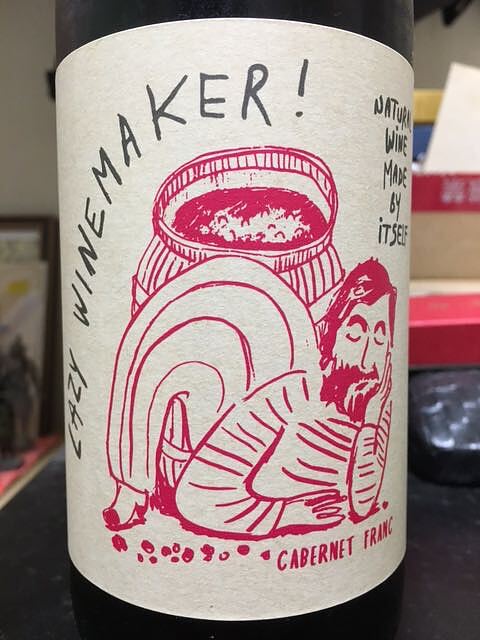 LAZY WINEMAKER!
NATURAL
WINE
MADE
BY
iTSELF
CABERNET FRANC